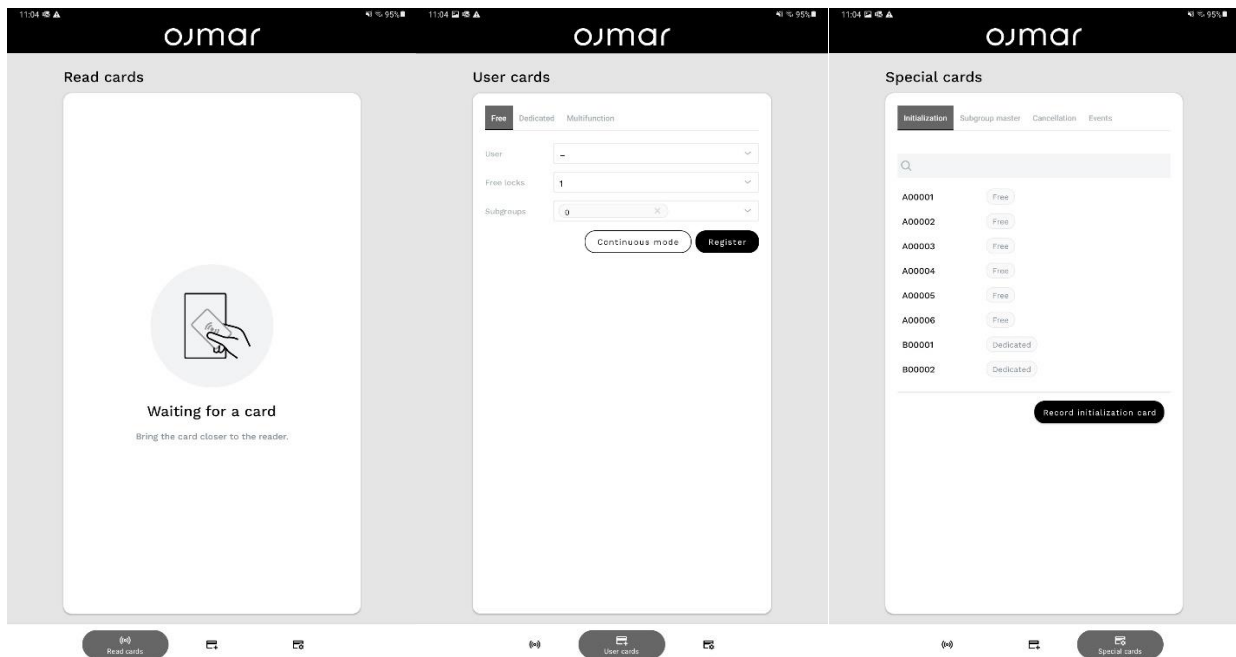 11:04
95%
ojmar
Read cards
Waiting for a card
Bring the card closer to the reader.
Read cards
11:04
95%
ojmar
User cards
Free Dedicated Multifunction
User –
Free locks 1
Subgroups 0
Continuous mode Register
User cards
11:04
95%
ojmar
Special cards
Initialization Subgroup master Cancellation Events
A00001 Free
A00002 Free
A00003 Free
A00004 Free
A00005 Free
A00006 Free
B00001 Dedicated
B00002 Dedicated
Record initialization card
Special cards